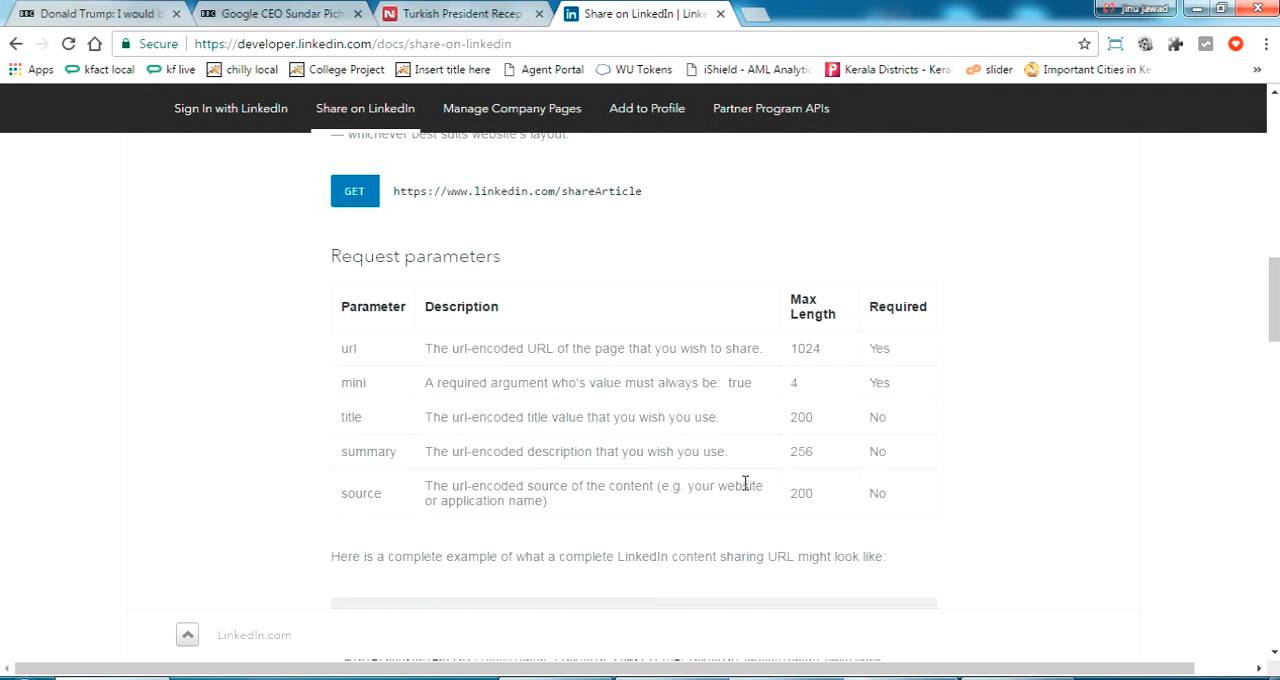 Donald Trump: I would b
Google CEO Sundar Pich
Turkish President Recep
Share on LinkedIn | Linke
jinu jawad
Secure
https://developer.linkedin.com/docs/share-on-linkedin
Apps
kfact local
kf live
chilly local
College Project
Insert title here
Agent Portal
WU Tokens
iShield - AML Analytic
Kerala Districts - Kera
slider
Important Cities in Ke
»
Sign In with LinkedIn
Share on LinkedIn
Manage Company Pages
Add to Profile
Partner Program APIs
— whichever best suits website's layout.
GET https://www.linkedin.com/shareArticle
Request parameters
Parameter Description Max Length Required
url The url-encoded URL of the page that you wish to share. 1024 Yes
mini A required argument who's value must always be: true 4 Yes
title The url-encoded title value that you wish you use. 200 No
summary The url-encoded description that you wish you use. 256 No
source The url-encoded source of the content (e.g. your website
or application name) 200 No
Here is a complete example of what a complete LinkedIn content sharing URL might look like:
LinkedIn.com